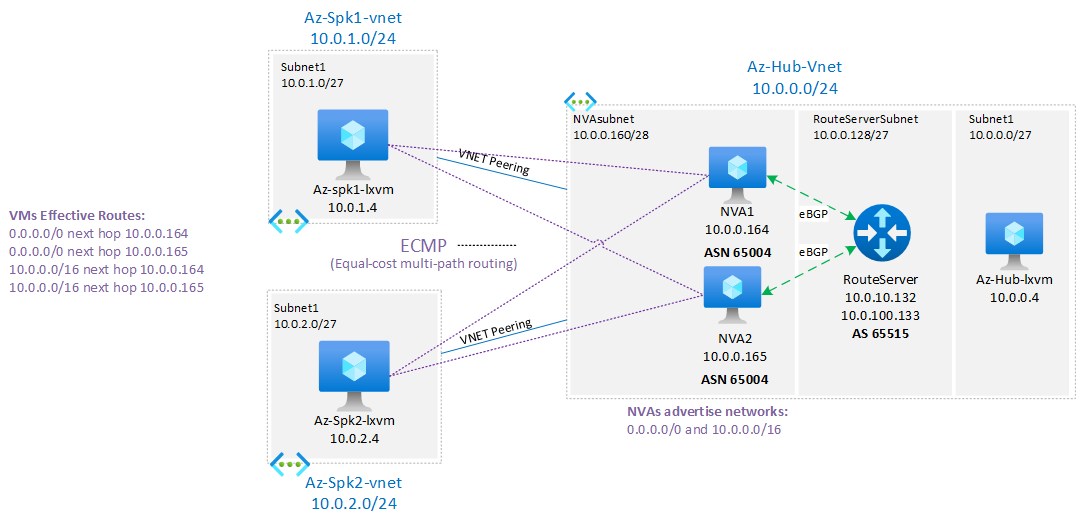 Az-Spk1-vnet
10.0.1.0/24
Subnet1
10.0.1.0/27
Az-spk1-lxvm
10.0.1.4
VMs Effective Routes:
0.0.0.0/0 next hop 10.0.0.164
0.0.0.0/0 next hop 10.0.0.165
10.0.0.0/16 next hop 10.0.0.164
10.0.0.0/16 next hop 10.0.0.165
VNET Peering
ECMP
(Equal-cost multi-path routing)
VNET Peering
Subnet1
10.0.2.0/27
Az-Spk2-lxvm
10.0.2.4
Az-Spk2-vnet
10.0.2.0/24
Az-Hub-Vnet
10.0.0.0/24
NVAsubnet
10.0.0.160/28
NVA1
10.0.0.164
ASN 65004
NVA2
10.0.0.165
ASN 65004
eBGP
eBGP
RouteServerSubnet
10.0.0.128/27
RouteServer
10.0.10.132
10.0.100.133
AS 65515
Subnet1
10.0.0.0/27
Az-Hub-lxvm
10.0.0.4
NVAs advertise networks:
0.0.0.0/0 and 10.0.0.0/16